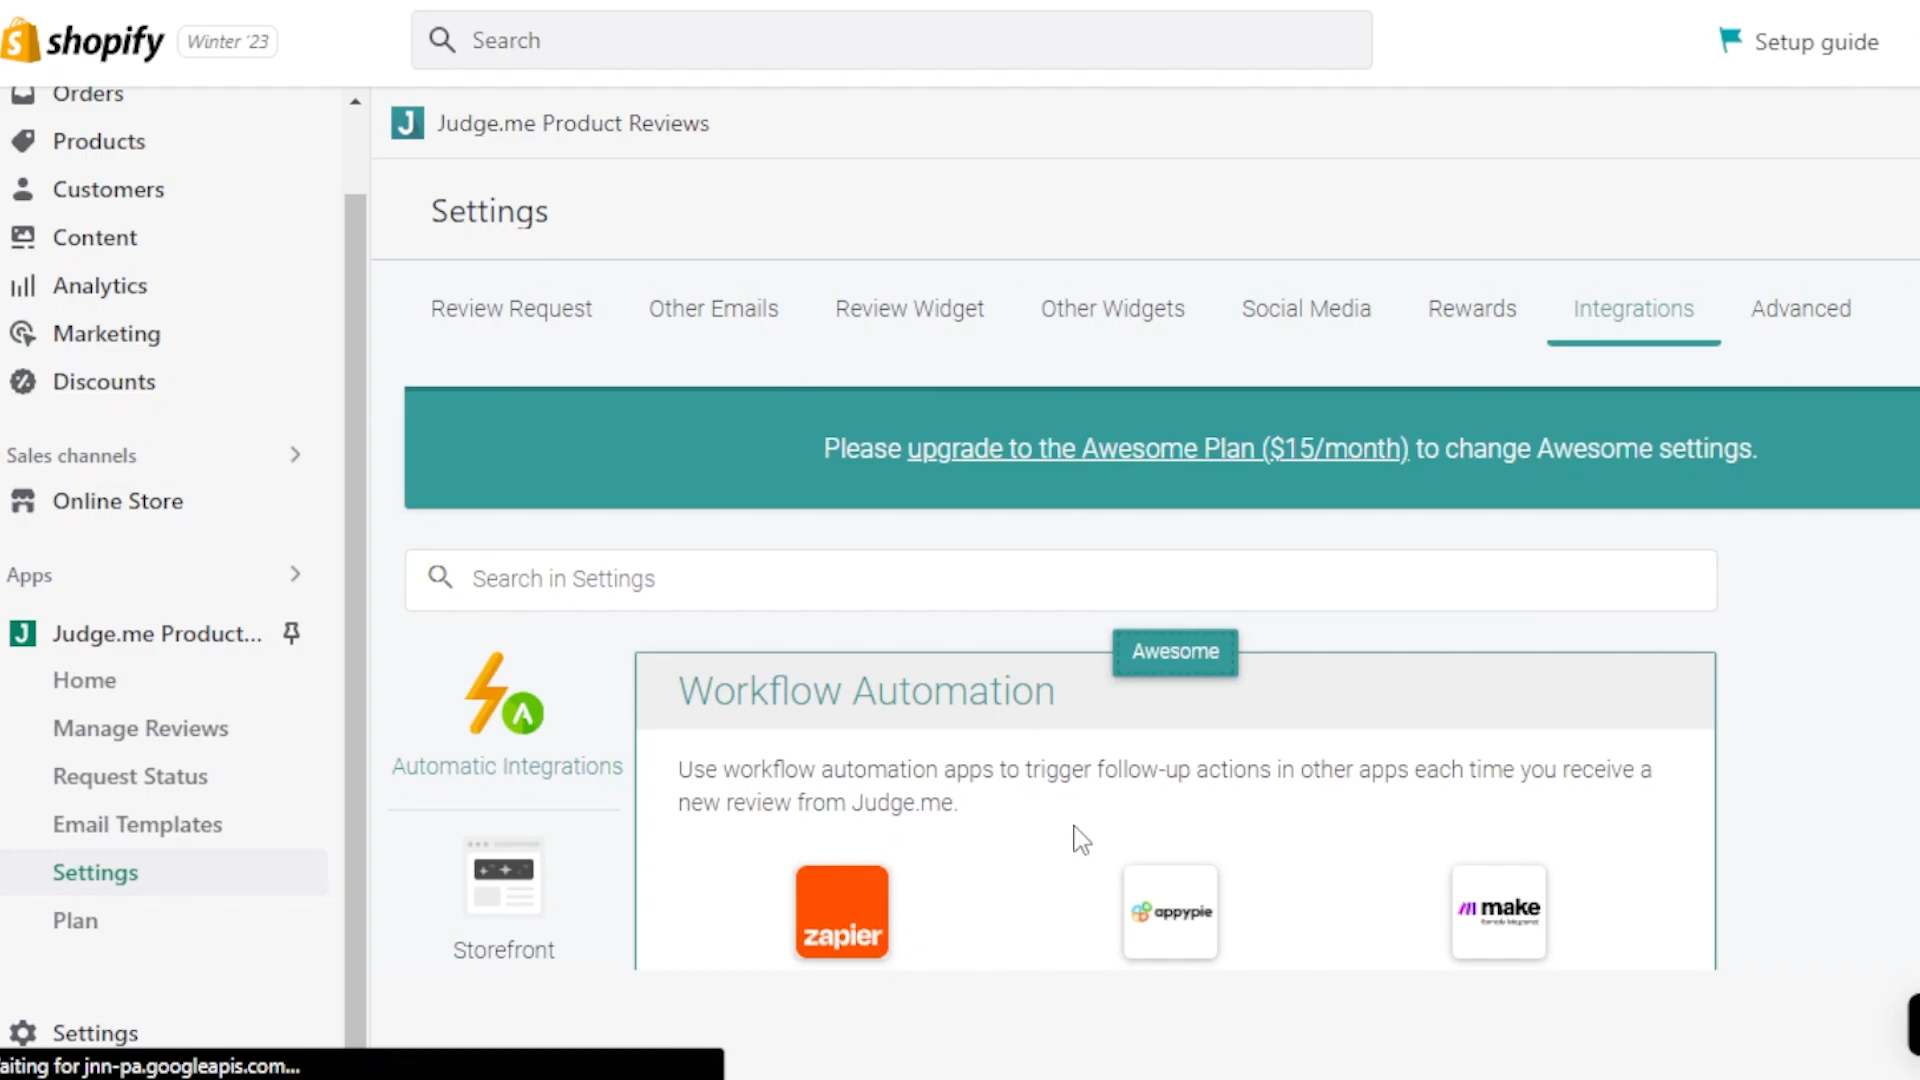 shopify Winter '23
Search
Setup guide
Orders
Products
Customers
Content
Analytics
Marketing
Discounts
Sales channels
Online Store
Apps
J Judge.me Product...
Home
Manage Reviews
Request Status
Email Templates
Settings
Plan
Settings
aiting for jnn-pa.googleapis.com...
J Judge.me Product Reviews
Settings
Review Request Other Emails Review Widget Other Widgets Social Media Rewards Integrations Advanced
Please upgrade to the Awesome Plan ($15/month) to change Awesome settings.
Search in Settings
Automatic Integrations
Storefront
Awesome
Workflow Automation
Use workflow automation apps to trigger follow-up actions in other apps each time you receive a
new review from Judge.me.
zapier
appypie
make